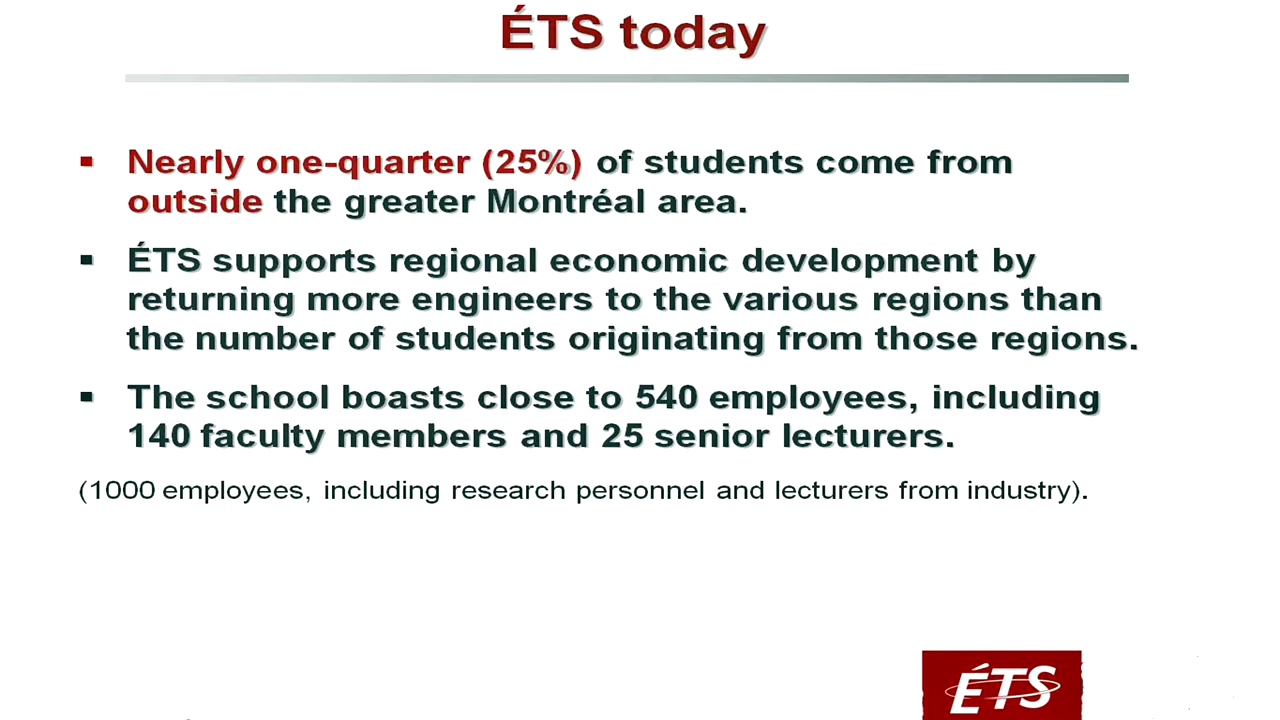 ÉTS today
▪ Nearly one-quarter (25%) of students come from
outside the greater Montréal area.
▪ ÉTS supports regional economic development by
returning more engineers to the various regions than
the number of students originating from those regions.
▪ The school boasts close to 540 employees, including
140 faculty members and 25 senior lecturers.
(1000 employees, including research personnel and lecturers from industry).
ÉTS